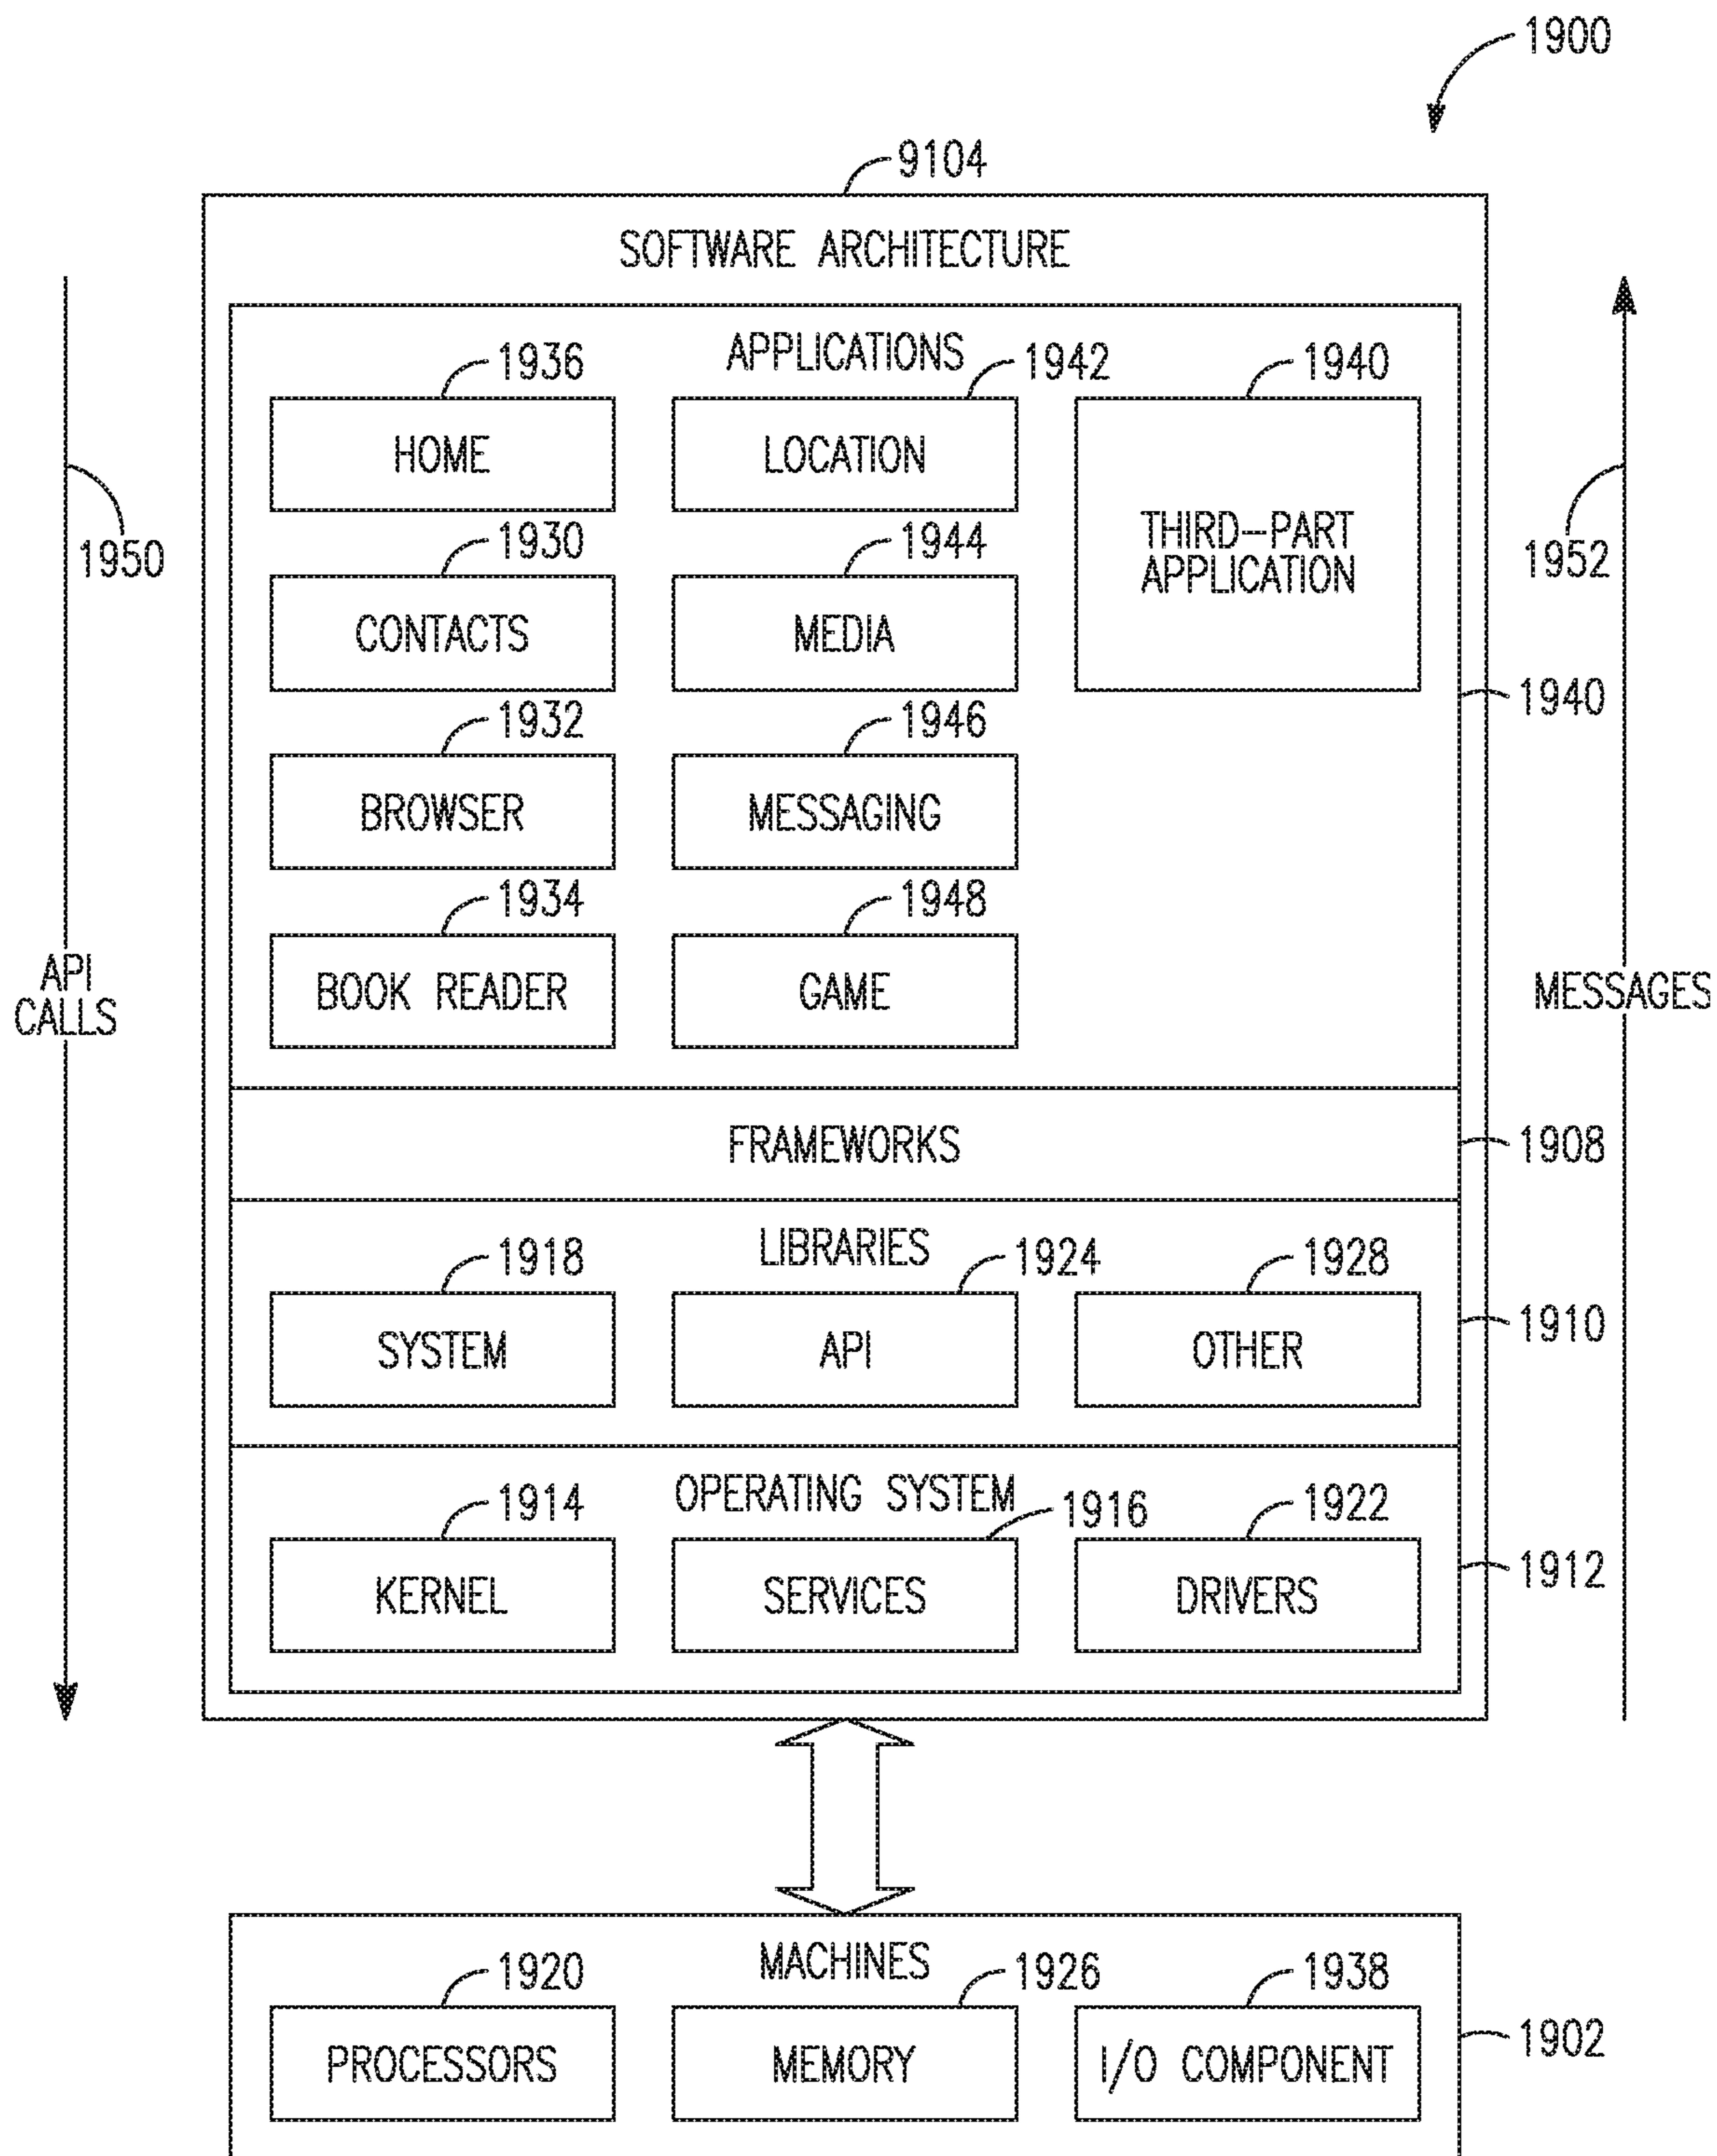 1900
9104
SOFTWARE ARCHITECTURE
APPLICATIONS
1936
1942
1940
HOME
LOCATION
THIRD--PART
APPLICATION
1950
1952
1930
1944
CONTACTS
MEDIA
1940
1932
1946
BROWSER
MESSAGING
1934
1948
BOOK READER
GAME
API
CALLS
MESSAGES
FRAMEWORKS
1908
LIBRARIES
1918
1924
1928
SYSTEM
API
OTHER
1910
OPERATING SYSTEM
1914
1916
1922
KERNEL
SERVICES
DRIVERS
1912
MACHINES
1920
1926
1938
PROCESSORS
MEMORY
I/O COMPONENT
1902